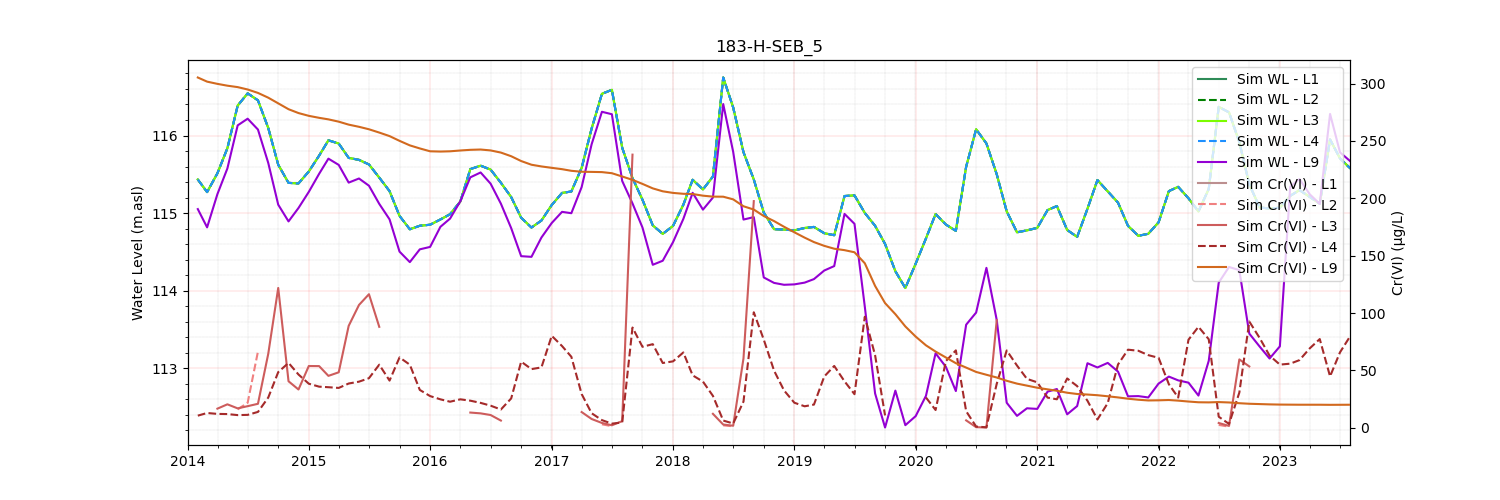 183-H-SEB_5
Water Level (m.asl)
116
115
114
113
300
250
200
150
100
50
0
Cr(VI) (µg/L)
Sim WL - L1
Sim WL - L2
Sim WL - L3
Sim WL - L4
Sim WL - L9
Sim Cr(VI) - L1
Sim Cr(VI) - L2
Sim Cr(VI) - L3
Sim Cr(VI) - L4
Sim Cr(VI) - L9
2014 2015 2016 2017 2018 2019 2020 2021 2022 2023